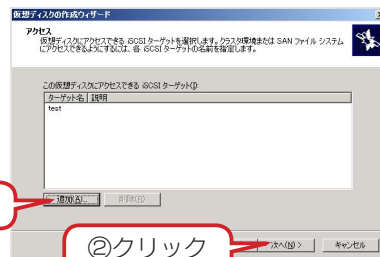 仮想ディスクの作成ウィザード
アクセス
仮想ディスクにアクセスできる iSCSI ターゲットを選択します。クラスタ環境または SAN ファイル システム
にアクセスできるようにするには、各 iSCSI ターゲットの名前を指定します。
この仮想ディスクにアクセスできる iSCSI ターゲット(I):
ターゲット名 説明
test
追加(A)... 削除(R)
②クリック
次へ(N) > キャンセル